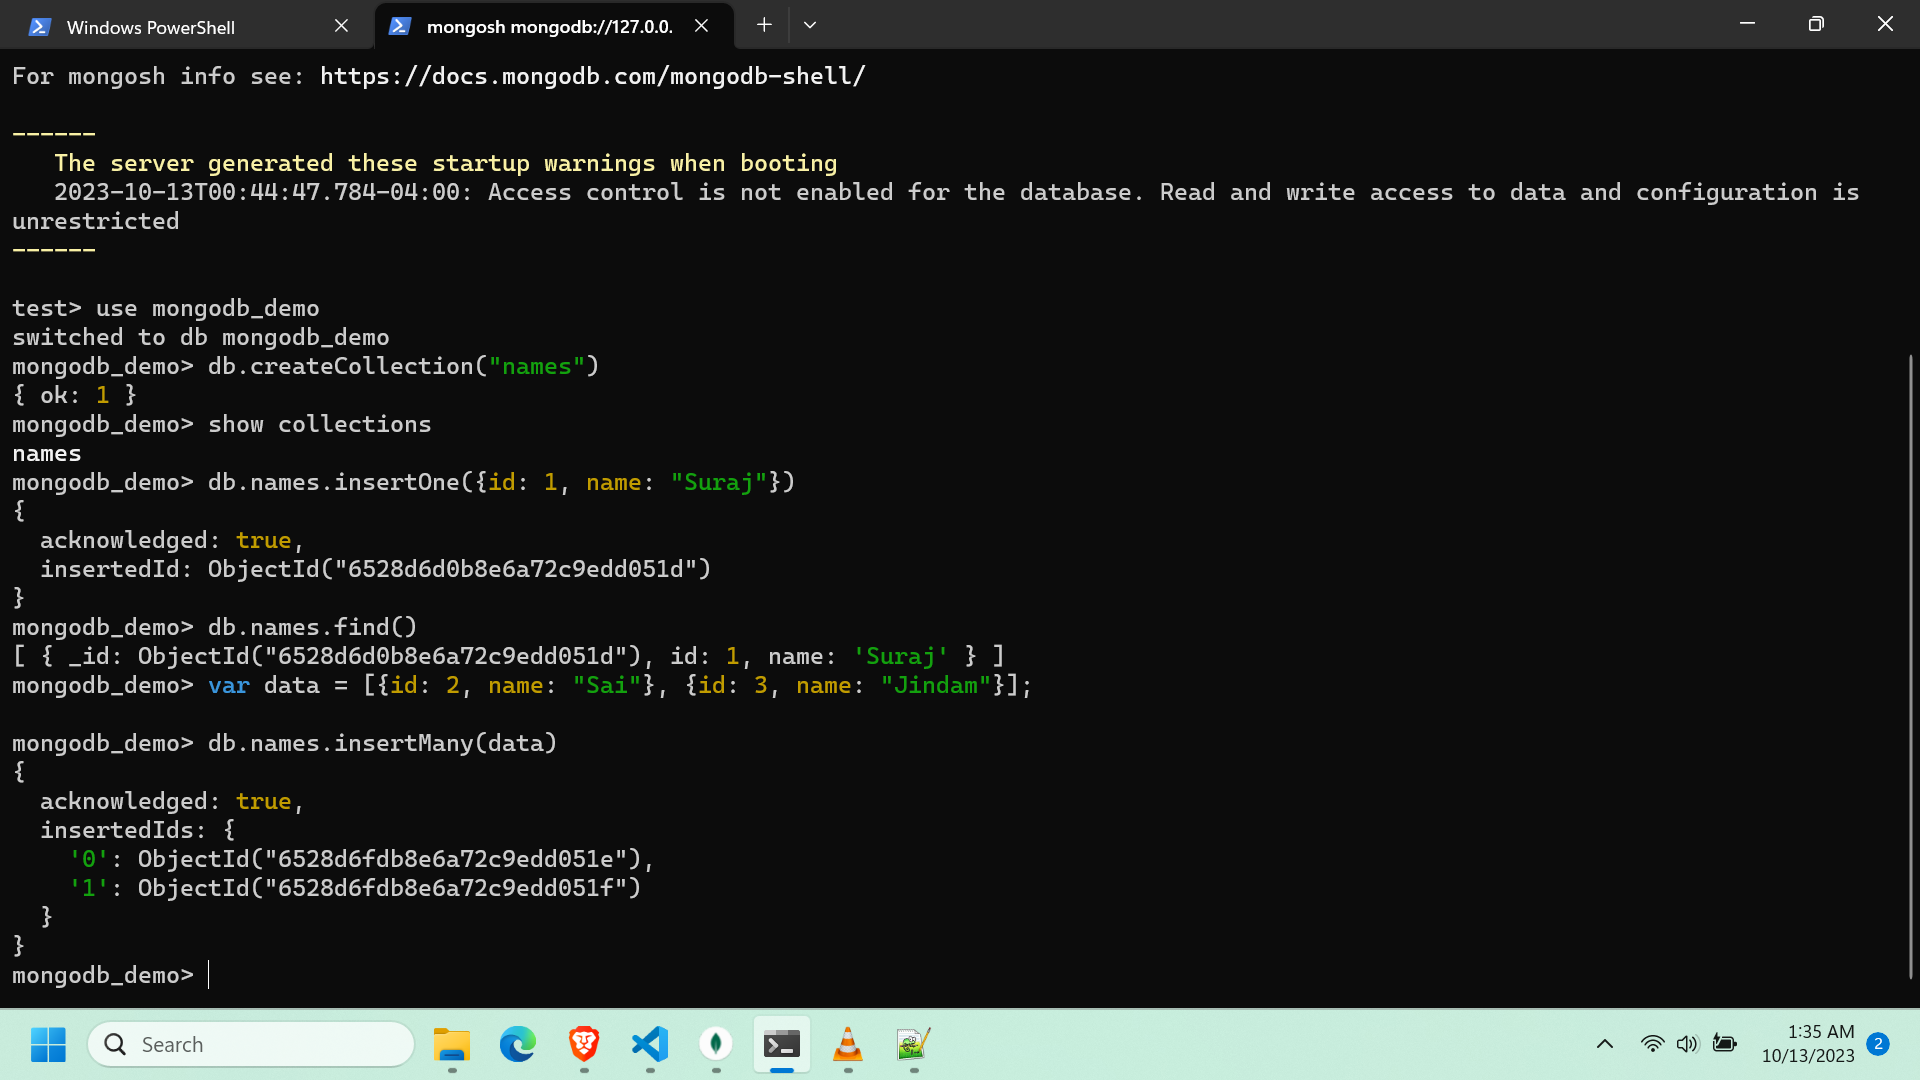 Windows PowerShell
mongosh mongodb://127.0.0.
For mongosh info see: https://docs.mongodb.com/mongodb-shell/
------
   The server generated these startup warnings when booting
   2023-10-13T00:44:47.784-04:00: Access control is not enabled for the database. Read and write access to data and configuration is
unrestricted
------
test> use mongodb_demo
switched to db mongodb_demo
mongodb_demo> db.createCollection("names")
{ ok: 1 }
mongodb_demo> show collections
names
mongodb_demo> db.names.insertOne({id: 1, name: "Suraj"})
{
  acknowledged: true,
  insertedId: ObjectId("6528d6d0b8e6a72c9edd051d")
}
mongodb_demo> db.names.find()
[ { _id: ObjectId("6528d6d0b8e6a72c9edd051d"), id: 1, name: 'Suraj' } ]
mongodb_demo> var data = [{id: 2, name: "Sai"}, {id: 3, name: "Jindam"}];
mongodb_demo> db.names.insertMany(data)
{
  acknowledged: true,
  insertedIds: {
    '0': ObjectId("6528d6fdb8e6a72c9edd051e"),
    '1': ObjectId("6528d6fdb8e6a72c9edd051f")
  }
}
mongodb_demo>
Search
1:35 AM
10/13/2023
2